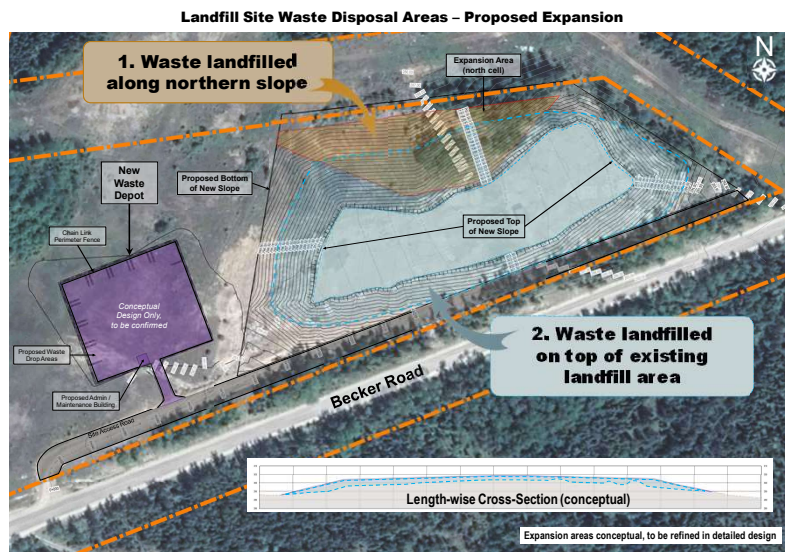 Landfill Site Waste Disposal Areas – Proposed Expansion
1. Waste landfilled
along northern slope
Expansion Area
(north cell)
N
New
Waste
Depot
Proposed Bottom
of New Slope
Chain Link
Perimeter Fence
Proposed Top
of New Slope
Conceptual
Design Only,
to be confirmed
Proposed Waste
Drop Areas
Proposed Admin /
Maintenance Building.
Site Access Road
Becker Road
2. Waste landfilled
on top of existing
landfill area
Length-wise Cross-Section (conceptual)
Expansion areas conceptual, to be refined in detailed design